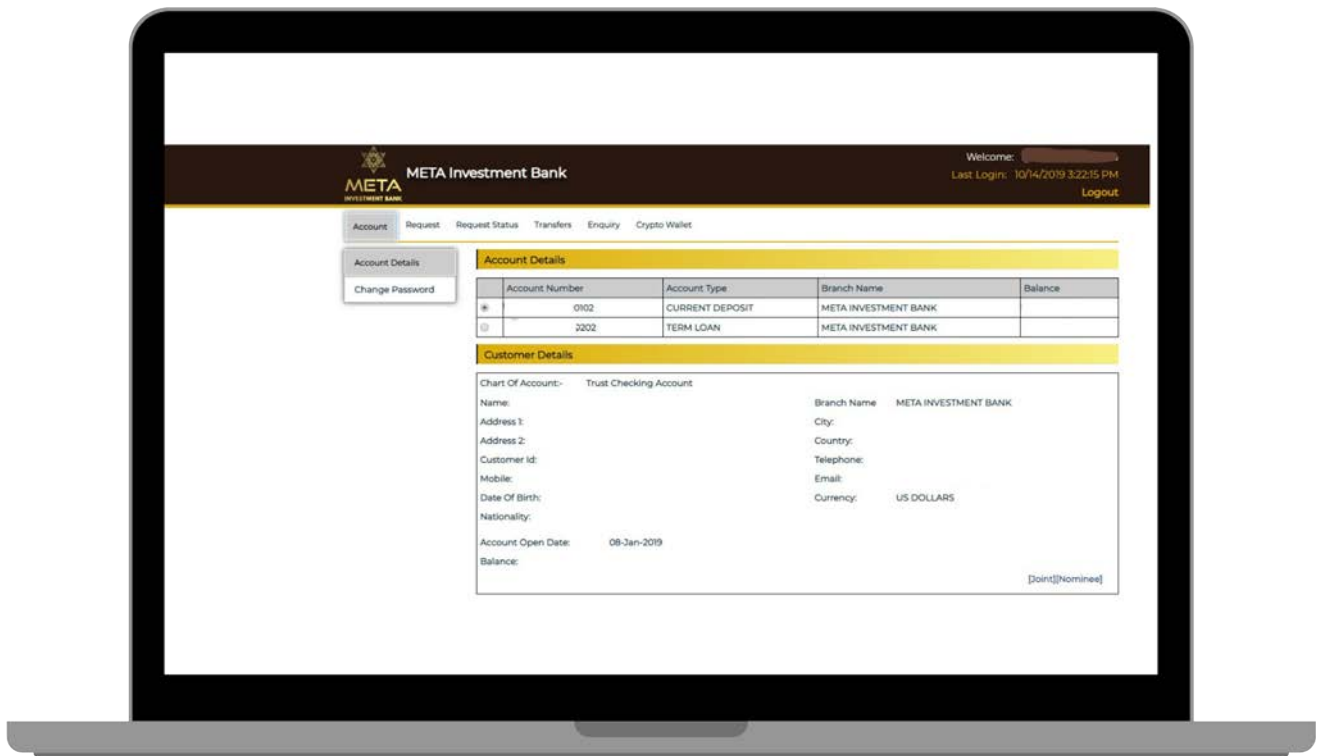 META
INVESTMENT BANK
META Investment Bank
Welcome:
Last Login: 10/14/2019 3:22:15 PM
Logout
Account Request Request Status Transfers Enquiry Crypto Wallet
Account Details
Change Password
Account Details
Account Number Account Type Branch Name Balance
0102 CURRENT DEPOSIT META INVESTMENT BANK
0202 TERM LOAN META INVESTMENT BANK
Customer Details
Chart Of Account:- Trust Checking Account
Name: Branch Name META INVESTMENT BANK
Address 1: City:
Address 2: Country:
Customer Id: Telephone:
Mobile: Email:
Date Of Birth: Currency: US DOLLARS
Nationality:
Account Open Date: 08-Jan-2019
Balance:
[Joint][Nominee]